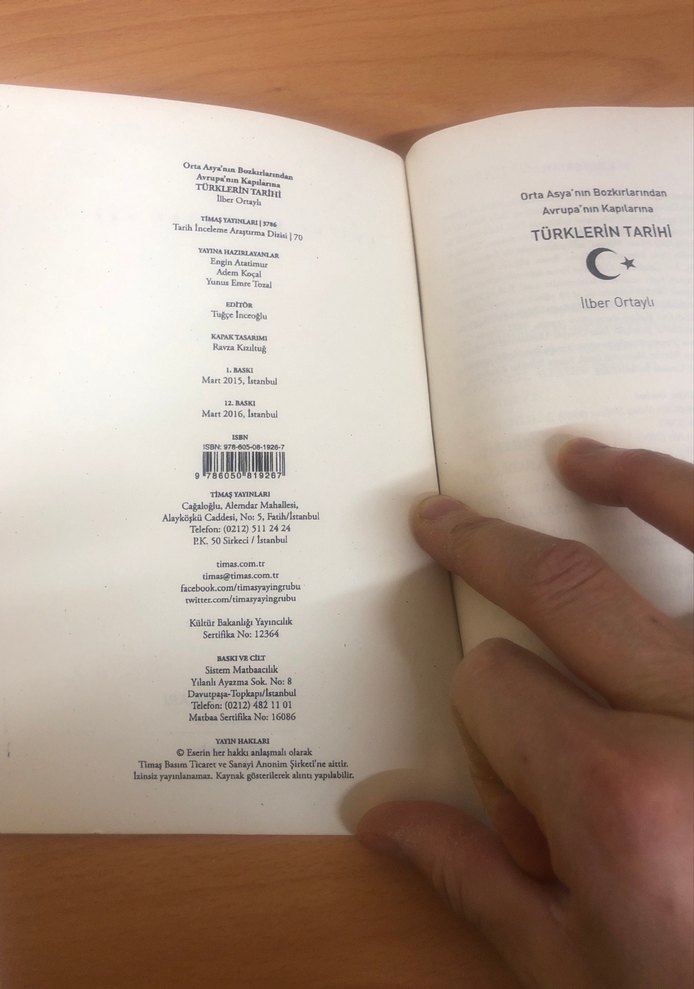 Orta Asya'nın Bozkırlarından
Avrupa'nın Kapılarına
TÜRKLERİN TARİHİ
İlber Ortaylı
TİMAŞ YAYINLARI | 3786
Tarih İnceleme Araştırma Dizisi | 70
YAYINA HAZIRLAYANLAR
Engin Atatimur
Adem Koçal
Yunus Emre Tozal
EDİTÖR
Tuğçe İnceoğlu
KAPAK TASARIMI
Ravza Kızıltuğ
1. BASKI
Mart 2015, İstanbul
12. BASKI
Mart 2016, İstanbul
ISBN
ISBN: 978-605-08-1926-7
9 786050 819267
TİMAŞ YAYINLARI
Cağaloğlu, Alemdar Mahallesi,
Alayköşkü Caddesi, No: 5, Fatih/İstanbul
Telefon: (0212) 511 24 24
P.K. 50 Sirkeci / İstanbul
timas.com.tr
timas@timas.com.tr
facebook.com/timasyayingrubu
twitter.com/timasyayingrubu
Kültür Bakanlığı Yayıncılık
Sertifika No: 12364
BASKI VE CİLT
Sistem Matbaacılık
Yılanlı Ayazma Sok. No: 8
Davutpaşa-Topkapı/İstanbul
Telefon: (0212) 482 11 01
Matbaa Sertifika No: 16086
YAYIN HAKLARI
© Eserin her hakkı anlaşmalı olarak
Timaş Basım Ticaret ve Sanayi Anonim Şirketi'ne aittir.
İzinsiz yayınlanamaz. Kaynak gösterilerek alıntı yapılabilir.
Orta Asya'nın Bozkırlarından
Avrupa'nın Kapılarına
TÜRKLERİN TARİHİ
İlber Ortaylı